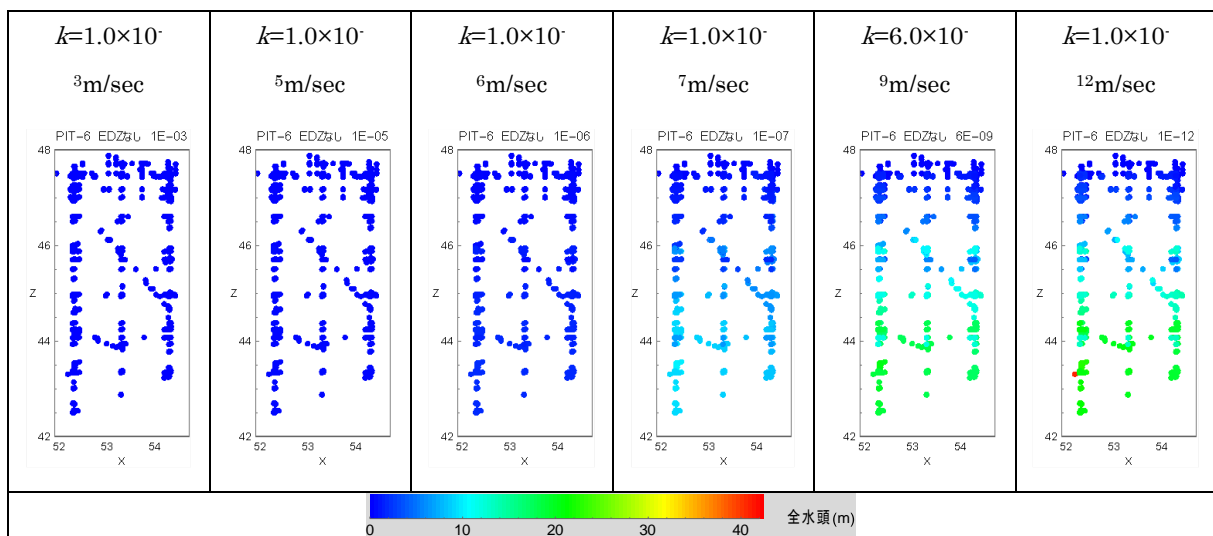 k=1.0×10-
3m/sec
k=1.0×10-
5m/sec
k=1.0×10-
6m/sec
k=1.0×10-
7m/sec
k=6.0×10-
9m/sec
k=1.0×10-
12m/sec
PIT-6 EDZなし 1E-03
48
46
Z
44
42
52
53
54
X
PIT-6 EDZなし 1E-05
48
46
Z
44
42
52
53
54
X
PIT-6 EDZなし 1E-06
48
46
Z
44
42
52
53
54
X
PIT-6 EDZなし 1E-07
48
46
Z
44
42
52
53
54
X
PIT-6 EDZなし 6E-09
48
46
Z
44
42
52
53
54
X
PIT-6 EDZなし 1E-12
48
46
Z
44
42
52
53
54
X
0 10 20 30 40 全水頭(m)